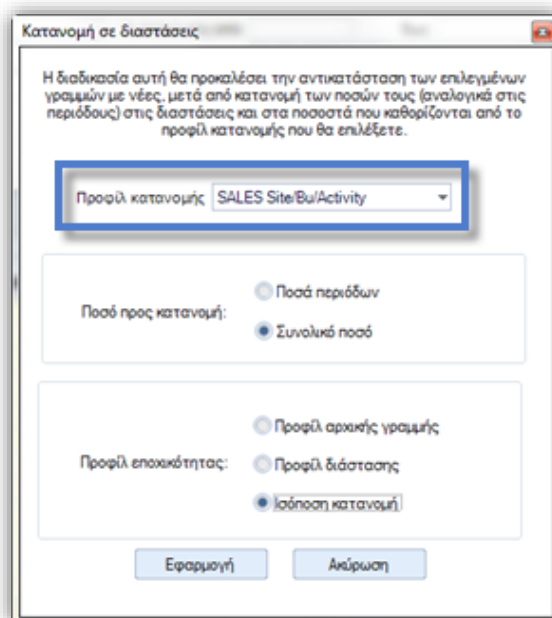 Κατανομή σε διαστάσεις
Η διαδικασία αυτή θα προκαλέσει την αντικατάσταση των επιλεγμένων
γραμμών με νέες, μετά από κατανομή των ποσών τους (αναλογικά στις
περιόδους) στις διαστάσεις και στα ποσοστά που καθορίζονται από το
προφίλ κατανομής που θα επιλέξετε.
Προφίλ κατανομής SALES Site/Bu/Activity
Ποσό προς κατανομή:
Ποσά περιόδων
Συνολικό ποσό
Προφίλ εποχικότητας:
Προφίλ αρχικής γραμμής
Προφίλ διάστασης
Ισόποση κατανομή
Εφαρμογή Ακύρωση